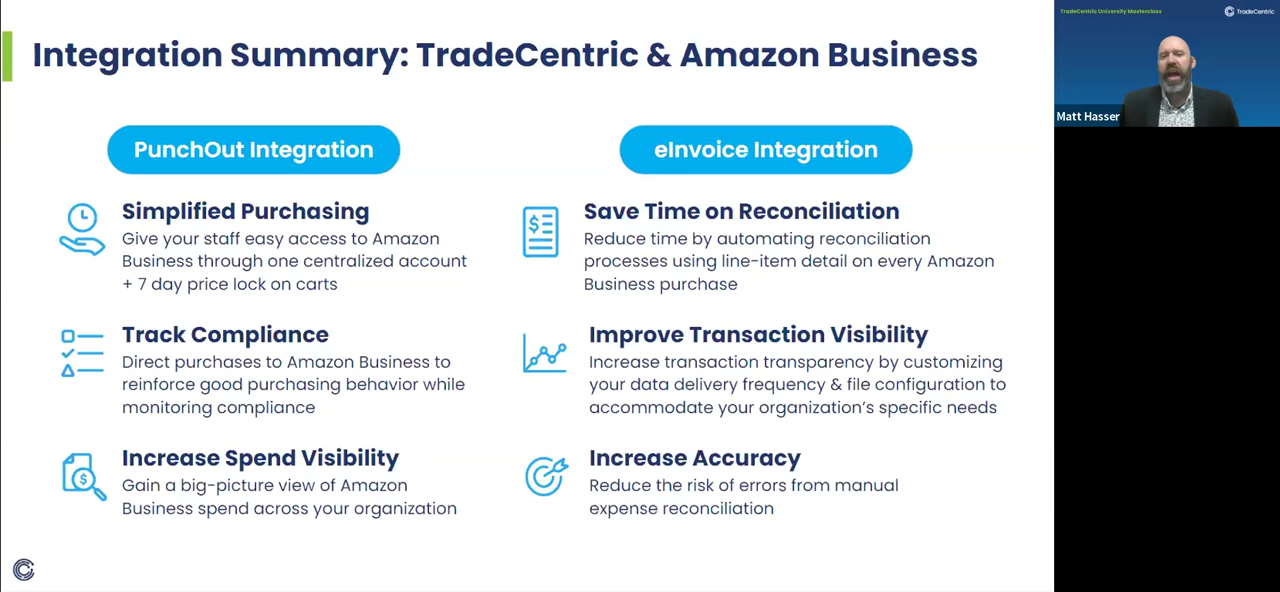 Integration Summary: TradeCentric & Amazon Business
PunchOut Integration
Simplified Purchasing
Give your staff easy access to Amazon
Business through one centralized account
+ 7 day price lock on carts
Track Compliance
Direct purchases to Amazon Business to
reinforce good purchasing behavior while
monitoring compliance
Increase Spend Visibility
Gain a big-picture view of Amazon
Business spend across your organization
eInvoice Integration
Save Time on Reconciliation
Reduce time by automating reconciliation
processes using line-item detail on every Amazon
Business purchase
Improve Transaction Visibility
Increase transaction transparency by customizing
your data delivery frequency & file configuration to
accommodate your organization's specific needs
Increase Accuracy
Reduce the risk of errors from manual
expense reconciliation
TradeCentric University Masterclass
TradeCentric
Matt Hasser